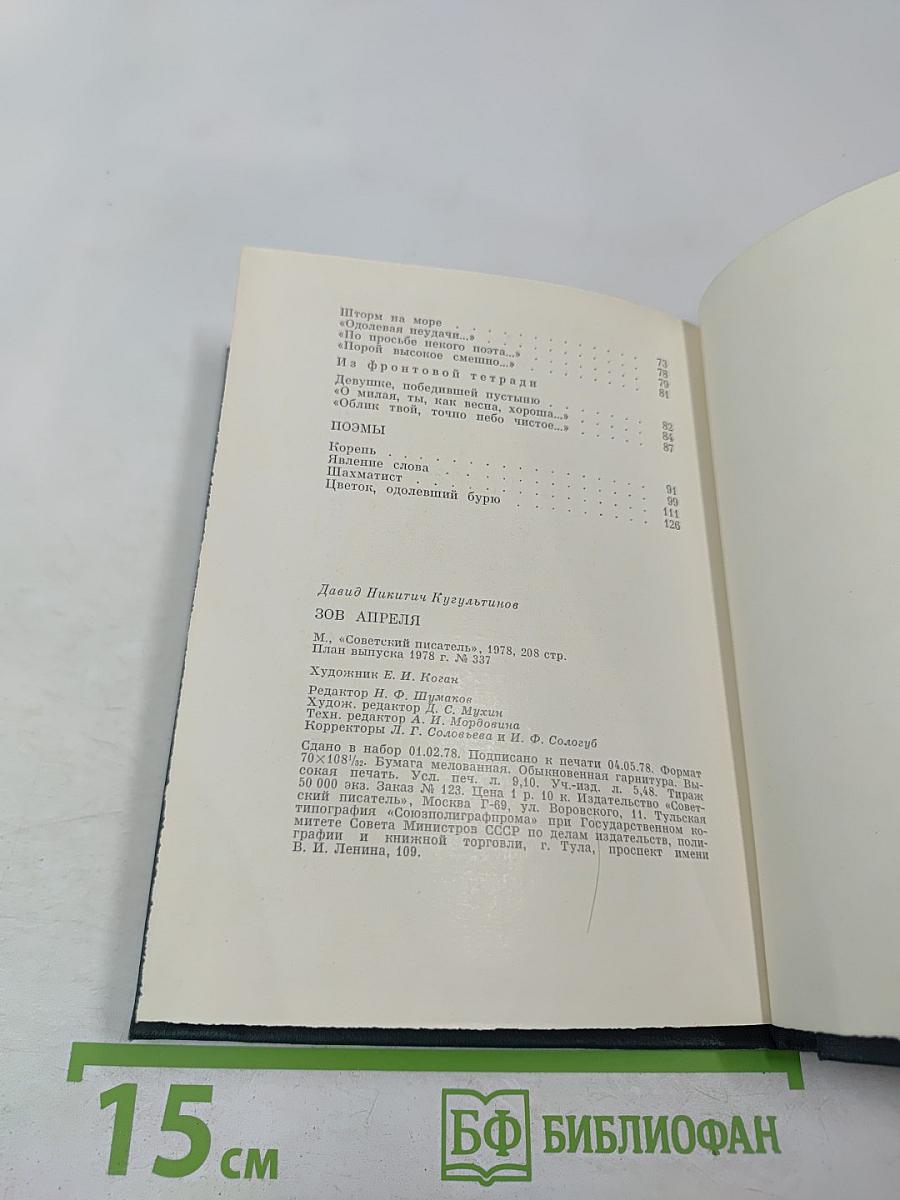 Шторм на море . . . . . . . . . . . 73
«Одолевая неудачи...» . . . . . . . . 78
«По просьбе некого поэта...» . . . . . . 79
«Порой высокое смешно...» . . . . . . . 81
Из фронтовой тетради
Девушке, победившей пустыню . . . . . . 82
«О милая, ты, как весна, хороша...» . . . . 84
«Облик твой, точно небо чистое...» . . . . 87
ПОЭМЫ
Корень . . . . . . . . . . . . . 91
Явление слова . . . . . . . . . . . 99
Шахматист . . . . . . . . . . . . 111
Цветок, одолевший бурю . . . . . . . . 126
Давид Никитич Кугультинов
ЗОВ АПРЕЛЯ
М., «Советский писатель», 1978, 208 стр.
План выпуска 1978 г. № 337
Художник Е. И. Коган
Редактор Н. Ф. Шумаков
Худож. редактор Д. С. Мухин
Техн. редактор А. И. Мордовина
Корректоры Л. Г. Соловьева и И. Ф. Сологуб
Сдано в набор 01.02.78. Подписано к печати 04.05.78. Формат
70×108¹/₃₂. Бумага мелованная. Обыкновенная гарнитура. Вы-
сокая печать. Усл. печ. л. 9,10. Уч.-изд. л. 5,48. Тираж
50 000 экз. Заказ № 123. Цена 1 р. 10 к. Издательство «Совет-
ский писатель», Москва Г-69, ул. Воровского, 11. Тульская
типография «Союзполиграфпрома» при Государственном ко-
митете Совета Министров СССР по делам издательств, поли-
графии и книжной торговли, г. Тула, проспект имени
В. И. Ленина, 109.
15 см
БФ БИБЛИОФАН